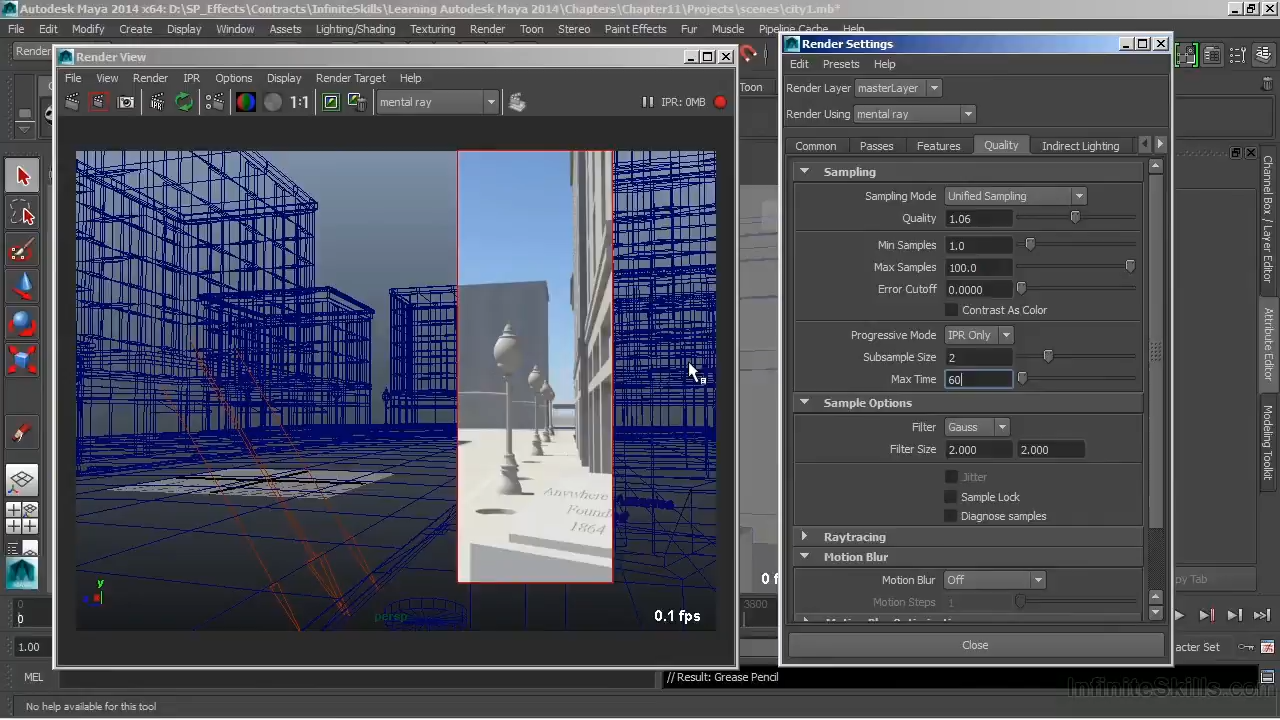 Autodesk Maya 2014 x64: D:\SP_Effects\Contracts\InfiniteSkills\Learning Autodesk Maya 2014\Chapters\Chapter11\Projects\scenes\city1.mb*
File Edit Modify Create Display Window Assets Lighting/Shading Texturing Render Toon Stereo Paint Effects Fur Muscle Pipeline Cache Help
Render
Render View
File View Render IPR Options Display Render Target Help
1:1 mental ray IPR: 0MB
Anywhere
Found
1864
y
persp
0.1 fps
Render Settings
Edit Presets Help
Render Layer masterLayer
Render Using mental ray
Common Passes Features Quality Indirect Lighting
Sampling
Sampling Mode Unified Sampling
Quality 1.06
Min Samples 1.0
Max Samples 100.0
Error Cutoff 0.0000
Contrast As Color
Progressive Mode IPR Only
Subsample Size 2
Max Time 60
Sample Options
Filter Gauss
Filter Size 2.000 2.000
Jitter
Sample Lock
Diagnose samples
Raytracing
Motion Blur
Motion Blur Off
Motion Steps 1
Close
Toon
Channel Box / Layer Editor
Attribute Editor
Modeling Toolkit
py Tab
0 f
0
0
3800
1.00
acter Set
MEL
// Result: Grease Pencil
InfiniteSkills.com
No help available for this tool